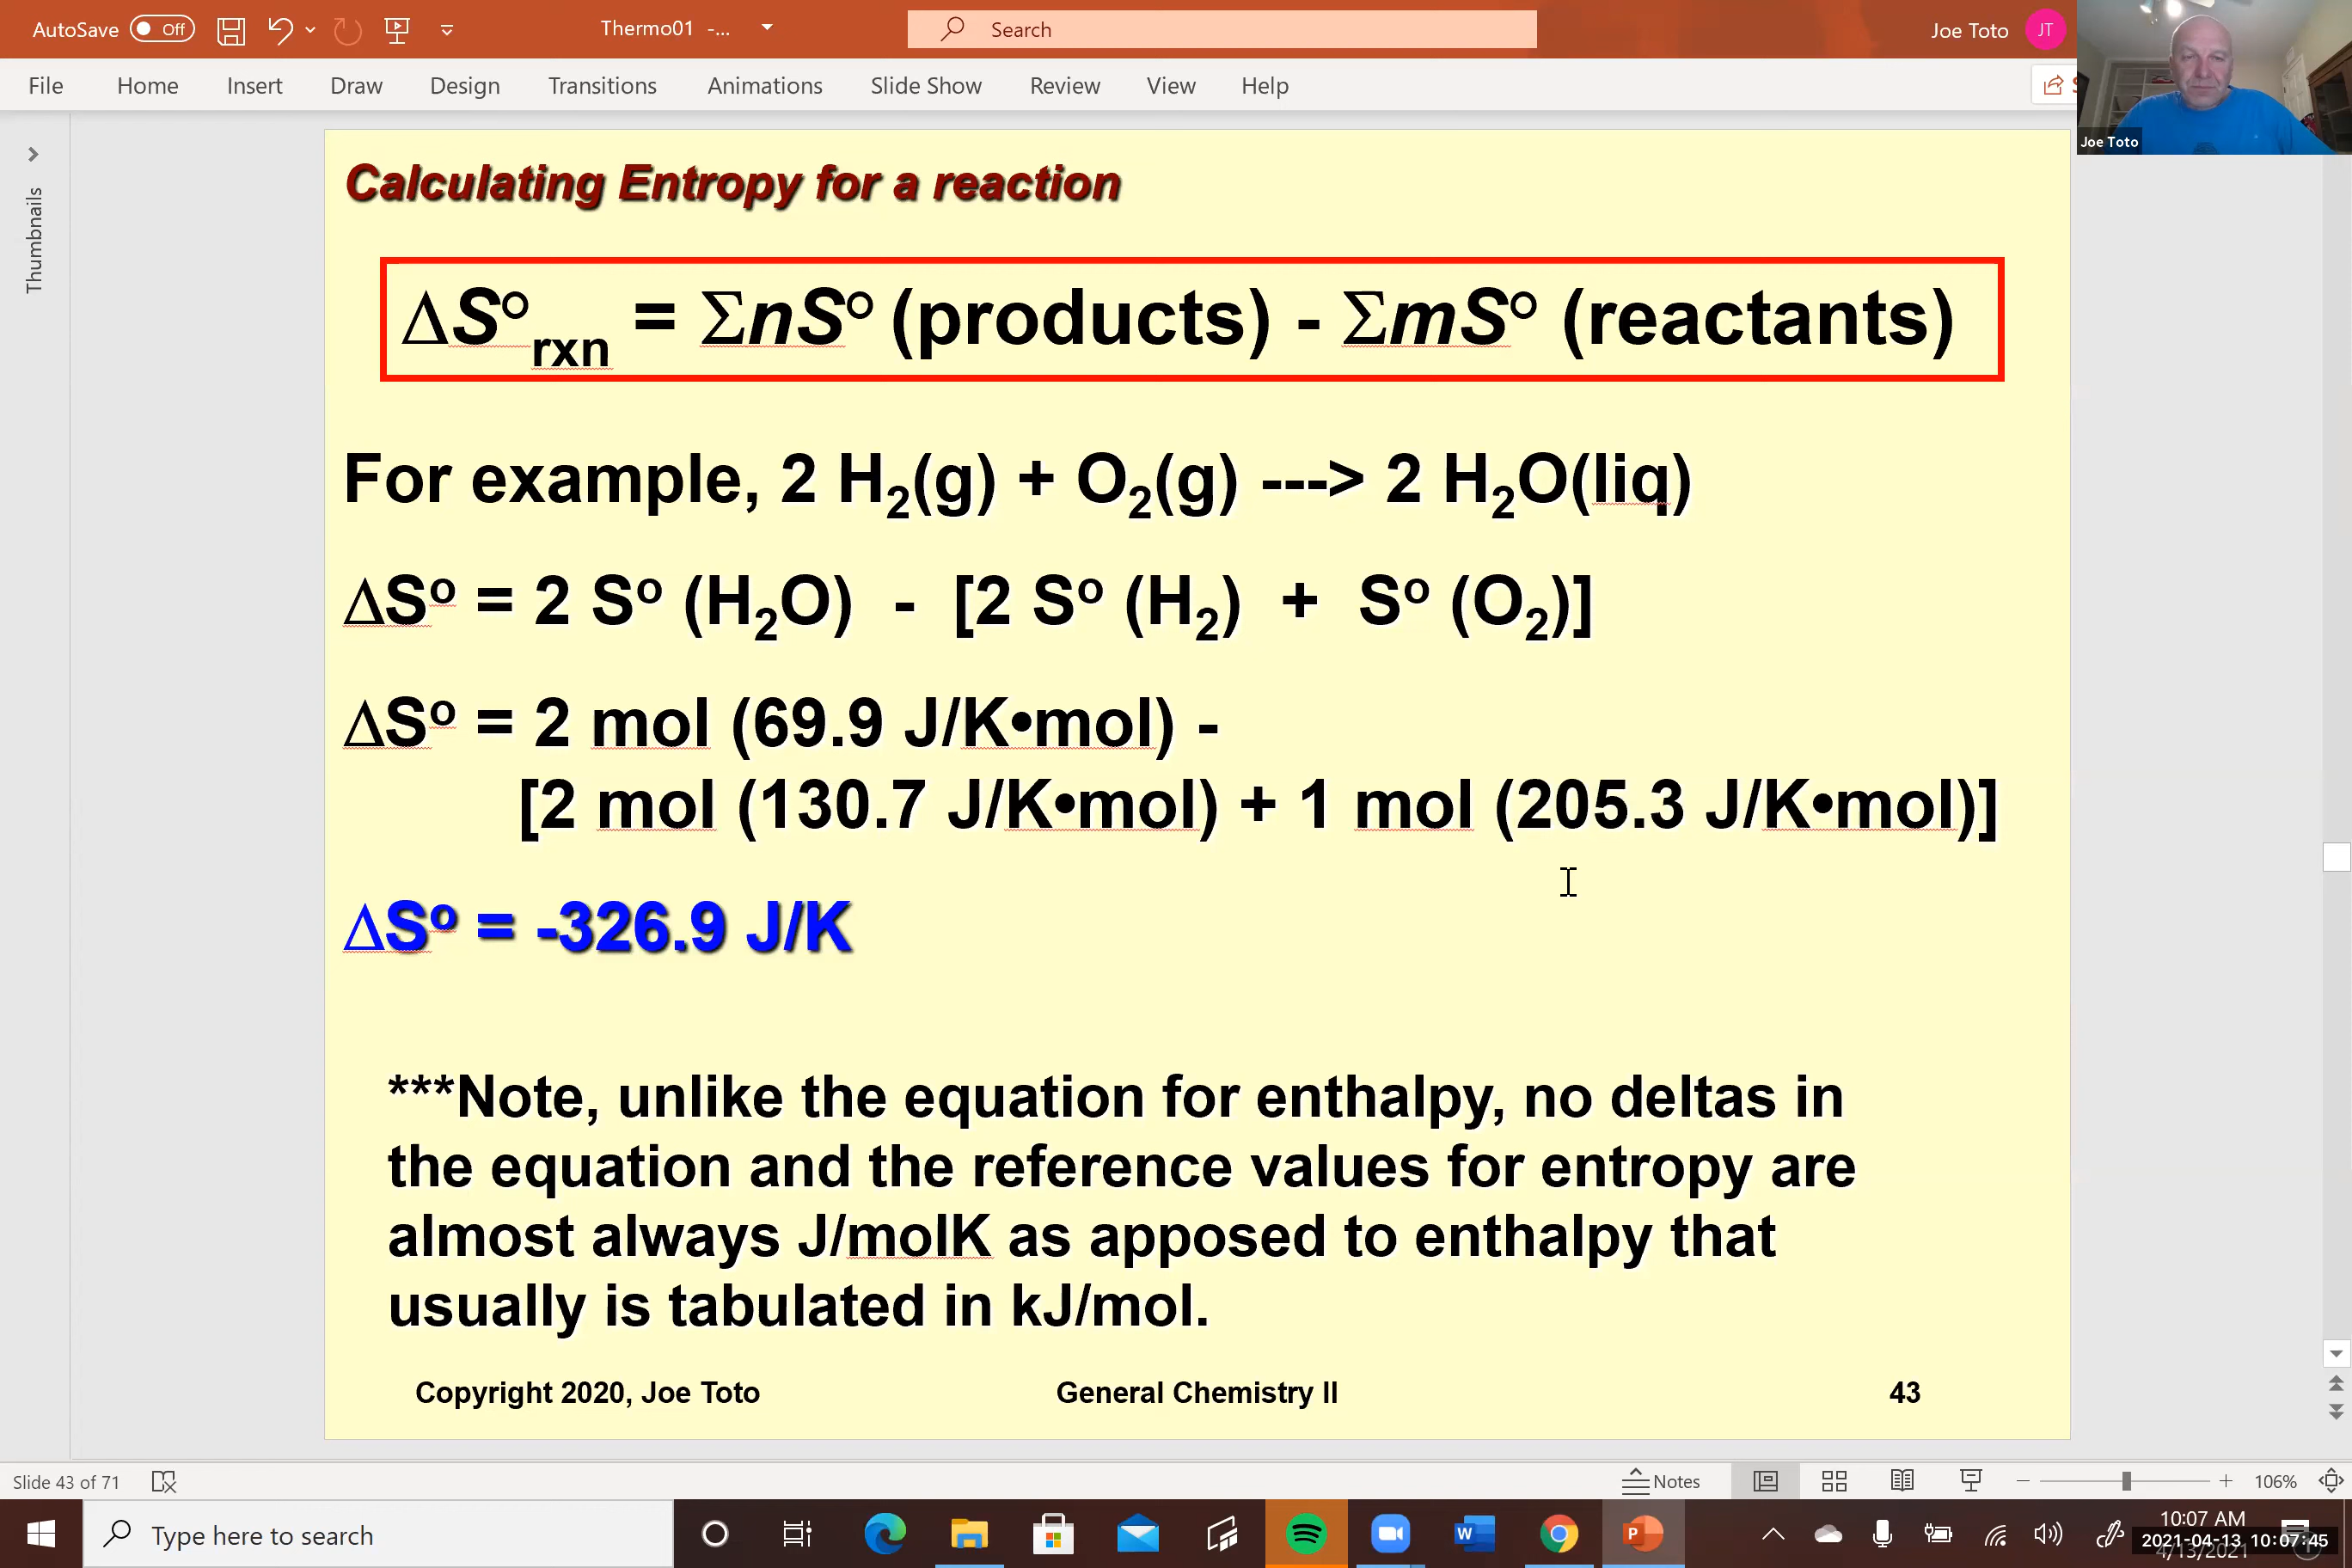 AutoSave Off Thermo01 -... Search Joe Toto JT
File Home Insert Draw Design Transitions Animations Slide Show Review View Help
Joe Toto
Thumbnails
Calculating Entropy for a reaction
ΔS°rxn = ΣnS° (products) - ΣmS° (reactants)
For example, 2 H₂(g) + O₂(g) ---> 2 H₂O(liq)
ΔS° = 2 S° (H₂O) - [2 S° (H₂) + S° (O₂)]
ΔS° = 2 mol (69.9 J/K•mol) -
[2 mol (130.7 J/K•mol) + 1 mol (205.3 J/K•mol)]
ΔS° = -326.9 J/K
***Note, unlike the equation for enthalpy, no deltas in
the equation and the reference values for entropy are
almost always J/molK as apposed to enthalpy that
usually is tabulated in kJ/mol.
Copyright 2020, Joe Toto General Chemistry II 43
Slide 43 of 71 Notes 106%
Type here to search W P 10:07 AM
2021-04-13 10:07:45
4/13/2021